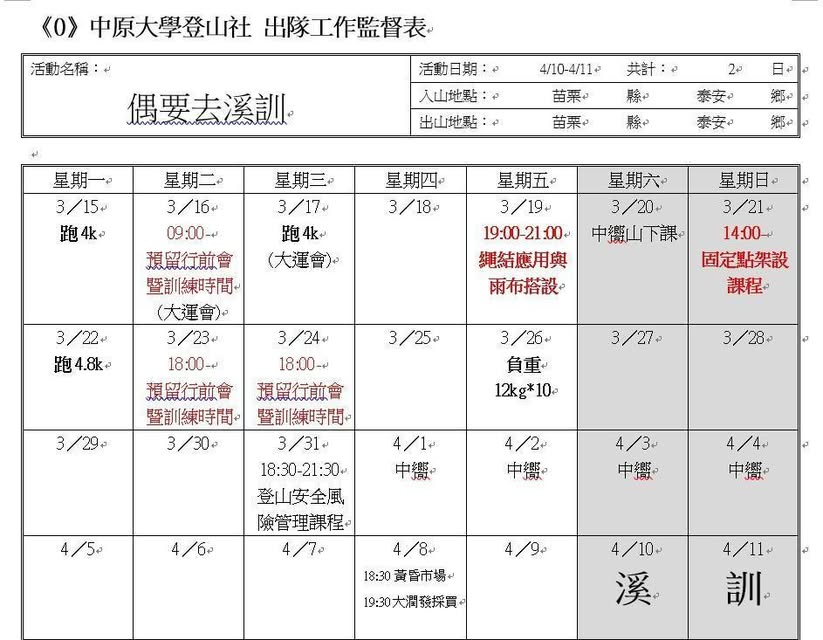 《0》中原大學登山社 出隊工作監督表
活動名稱：
偶要去溪訓
活動日期： 4/10-4/11 共計： 2 日
入山地點： 苗栗 縣 泰安 鄉
出山地點： 苗栗 縣 泰安 鄉
星期一 星期二 星期三 星期四 星期五 星期六 星期日
3／15 3／16 3／17 3／18 3／19 3／20 3／21
跑4k 09:00- 跑4k 19:00-21:00 中嚮山下課 14:00-
預留行前會 (大運會) 繩結應用與 固定點架設
暨訓練時間 雨布搭設 課程
(大運會)
3／22 3／23 3／24 3／25 3／26 3／27 3／28
跑4.8k 18:00- 18:00- 負重
預留行前會 預留行前會 12kg*10
暨訓練時間 暨訓練時間
3／29 3／30 3／31 4／1 4／2 4／3 4／4
18:30-21:30 中嚮 中嚮 中嚮 中嚮
登山安全風
險管理課程
4／5 4／6 4／7 4／8 4／9 4／10 4／11
18:30 黃昏市場 溪 訓
19:30大潤發採買